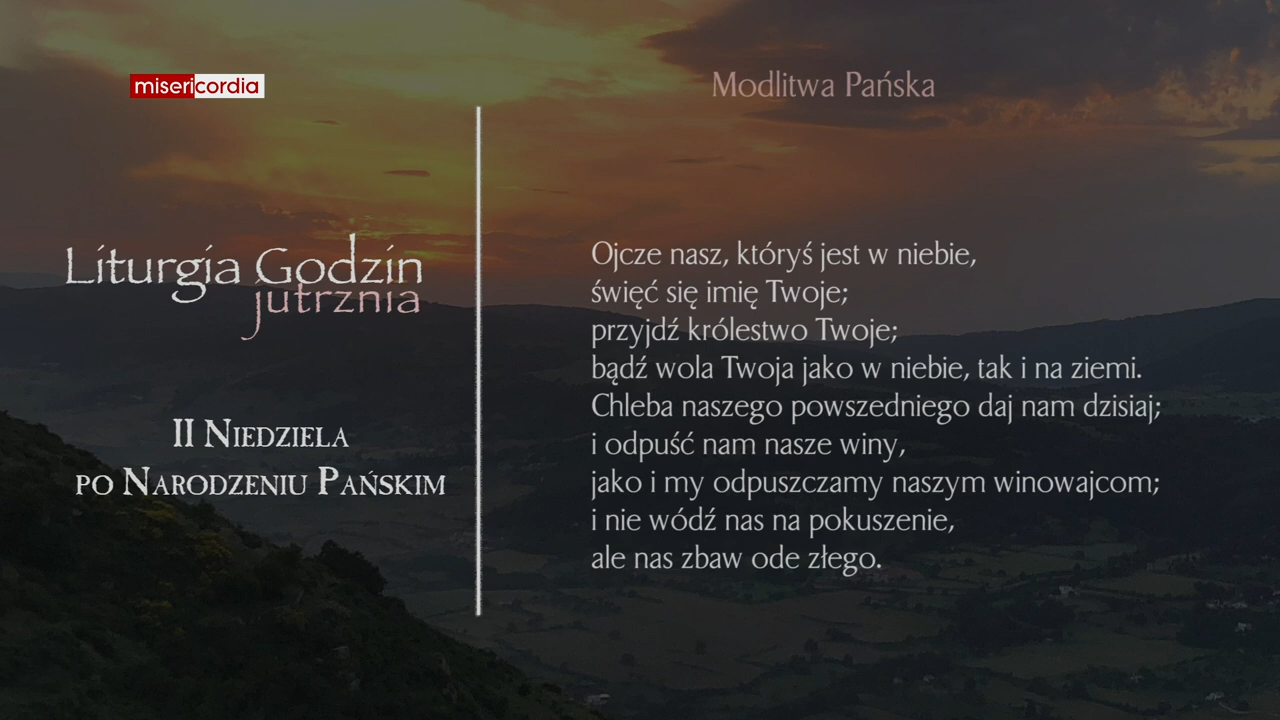 misericordia
Liturgia Godzin
jutrznia
II Niedziela
po Narodzeniu Pańskim
Modlitwa Pańska
Ojcze nasz, któryś jest w niebie,
święć się imię Twoje;
przyjdź królestwo Twoje;
bądź wola Twoja jako w niebie, tak i na ziemi.
Chleba naszego powszedniego daj nam dzisiaj;
i odpuść nam nasze winy,
jako i my odpuszczamy naszym winowajcom;
i nie wódź nas na pokuszenie,
ale nas zbaw ode złego.